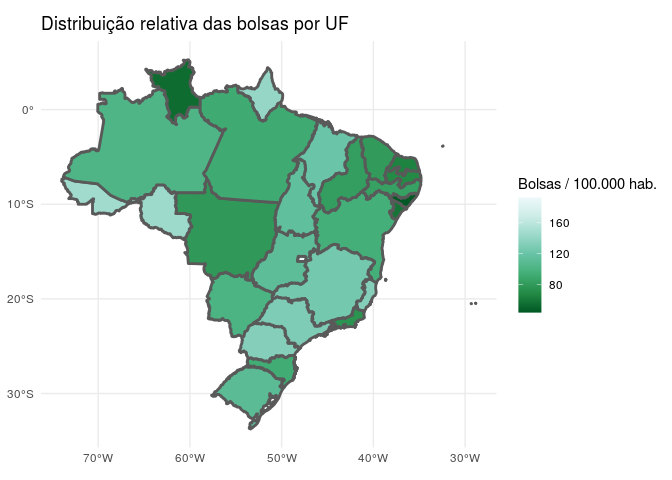 Distribuição relativa das bolsas por UF
0°
10°S
20°S
30°S
70°W 60°W 50°W 40°W 30°W
Bolsas / 100.000 hab.
160
120
80